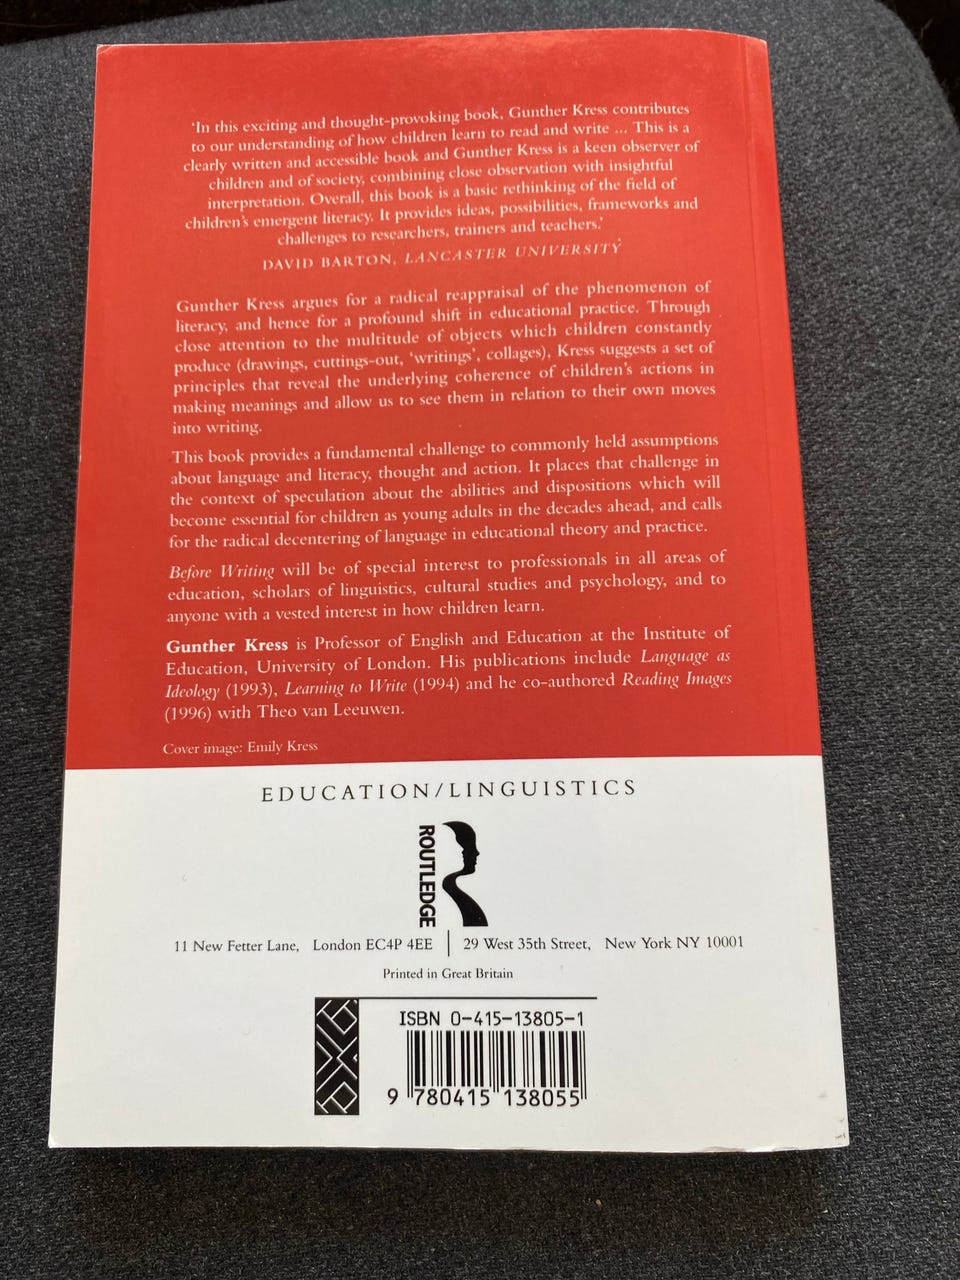 ‘In this exciting and thought-provoking book, Gunther Kress contributes
to our understanding of how children learn to read and write ... This is a
clearly written and accessible book and Gunther Kress is a keen observer of
children and of society, combining close observation with insightful
interpretation. Overall, this book is a basic rethinking of the field of
children’s emergent literacy. It provides ideas, possibilities, frameworks and
challenges to researchers, trainers and teachers.’
DAVID BARTON, LANCASTER UNIVERSITY
Gunther Kress argues for a radical reappraisal of the phenomenon of
literacy, and hence for a profound shift in educational practice. Through
close attention to the multitude of objects which children constantly
produce (drawings, cuttings-out, ‘writings’, collages), Kress suggests a set of
principles that reveal the underlying coherence of children’s actions in
making meanings and allow us to see them in relation to their own moves
into writing.
This book provides a fundamental challenge to commonly held assumptions
about language and literacy, thought and action. It places that challenge in
the context of speculation about the abilities and dispositions which will
become essential for children as young adults in the decades ahead, and calls
for the radical decentering of language in educational theory and practice.
Before Writing will be of special interest to professionals in all areas of
education, scholars of linguistics, cultural studies and psychology, and to
anyone with a vested interest in how children learn.
Gunther Kress is Professor of English and Education at the Institute of
Education, University of London. His publications include Language as
Ideology (1993), Learning to Write (1994) and he co-authored Reading Images
(1996) with Theo van Leeuwen.
Cover image: Emily Kress
EDUCATION/LINGUISTICS
ROUTLEDGE
11 New Fetter Lane, London EC4P 4EE | 29 West 35th Street, New York NY 10001
Printed in Great Britain
ISBN 0-415-13805-1
9 780415 138055